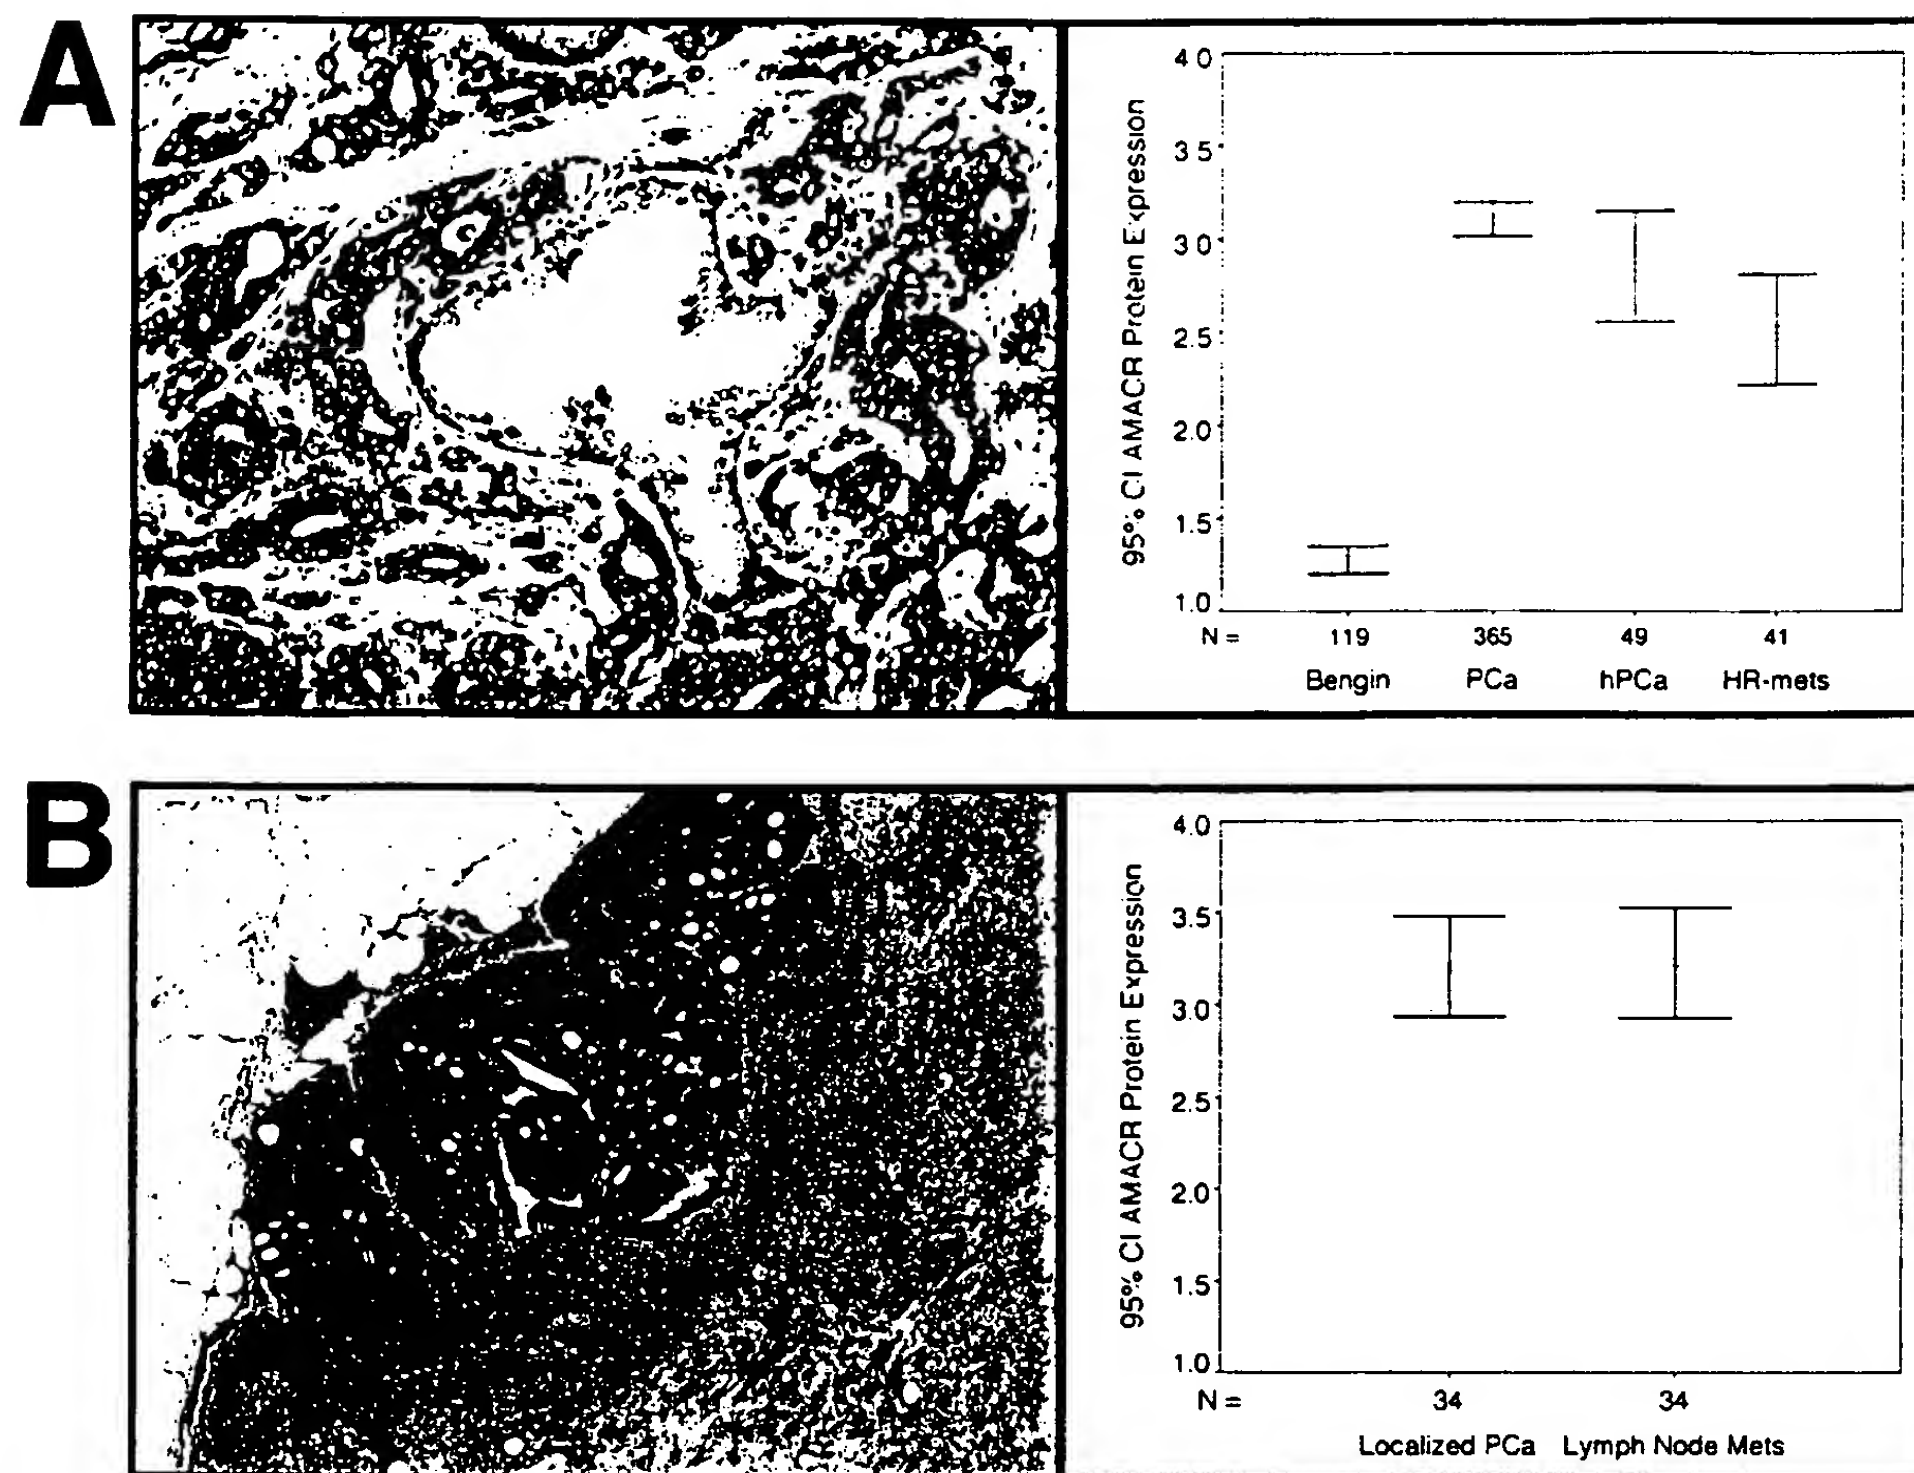 A
95% CI AMACR Protein Expression
4 0
3 5
3 0
2.5
2.0
1.5
1.0
N = 119 365 49 41
Bengin PCa hPCa HR-mets
B
95% CI AMACR Protein Expression
4.0
3.5
3.0
2.5
2.0
1.5
1.0
N = 34 34
Localized PCa Lymph Node Mets